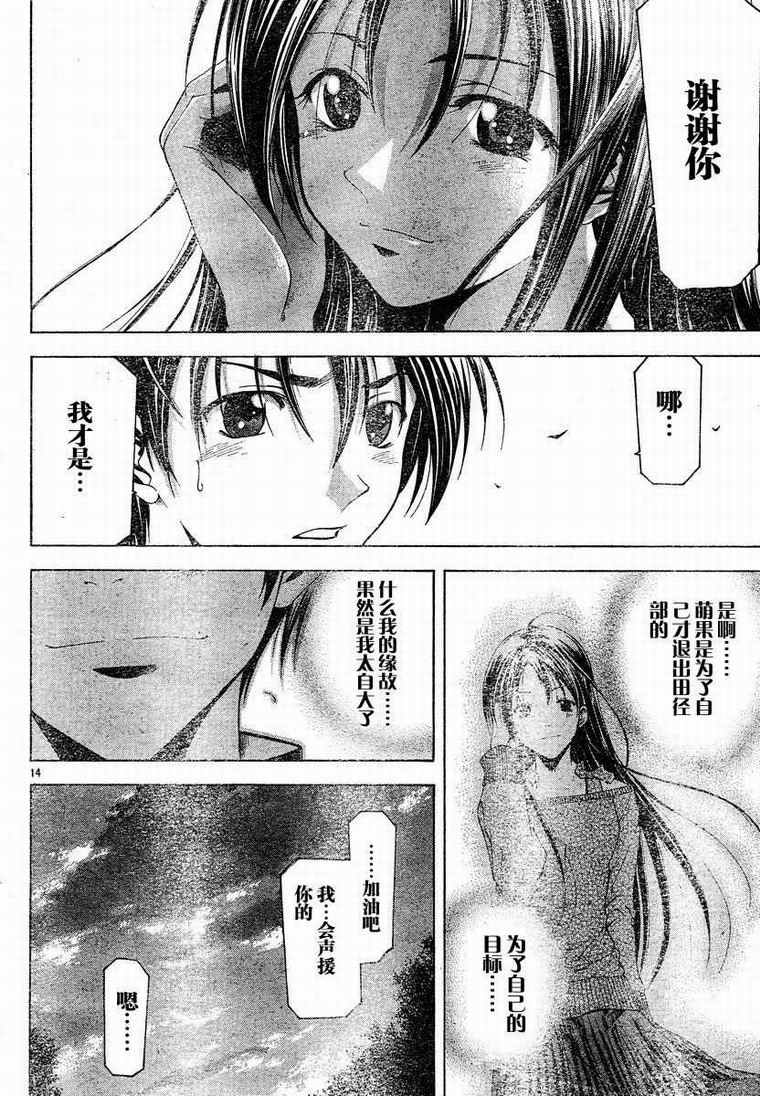 谢谢你
哪…
我才是…
是啊……
萌果是为了自
己才退出田径
部的
为了自己的
目标……
什么我的缘故……
果然是我太自大了
14
……加油吧
我…会声援
你的
嗯……